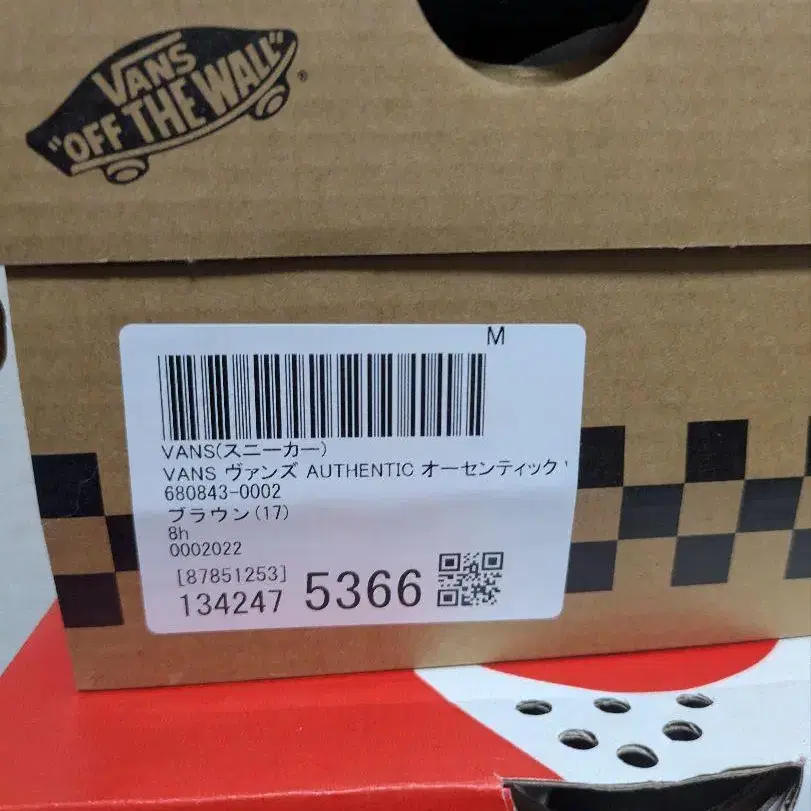 VANS
"OFF THE WALL"
M
VANS(スニーカー)
VANS ヴァンズ AUTHENTIC オーセンティック
680843-0002
ブラウン(17)
8h
0002022
[87851253]
134247 5366